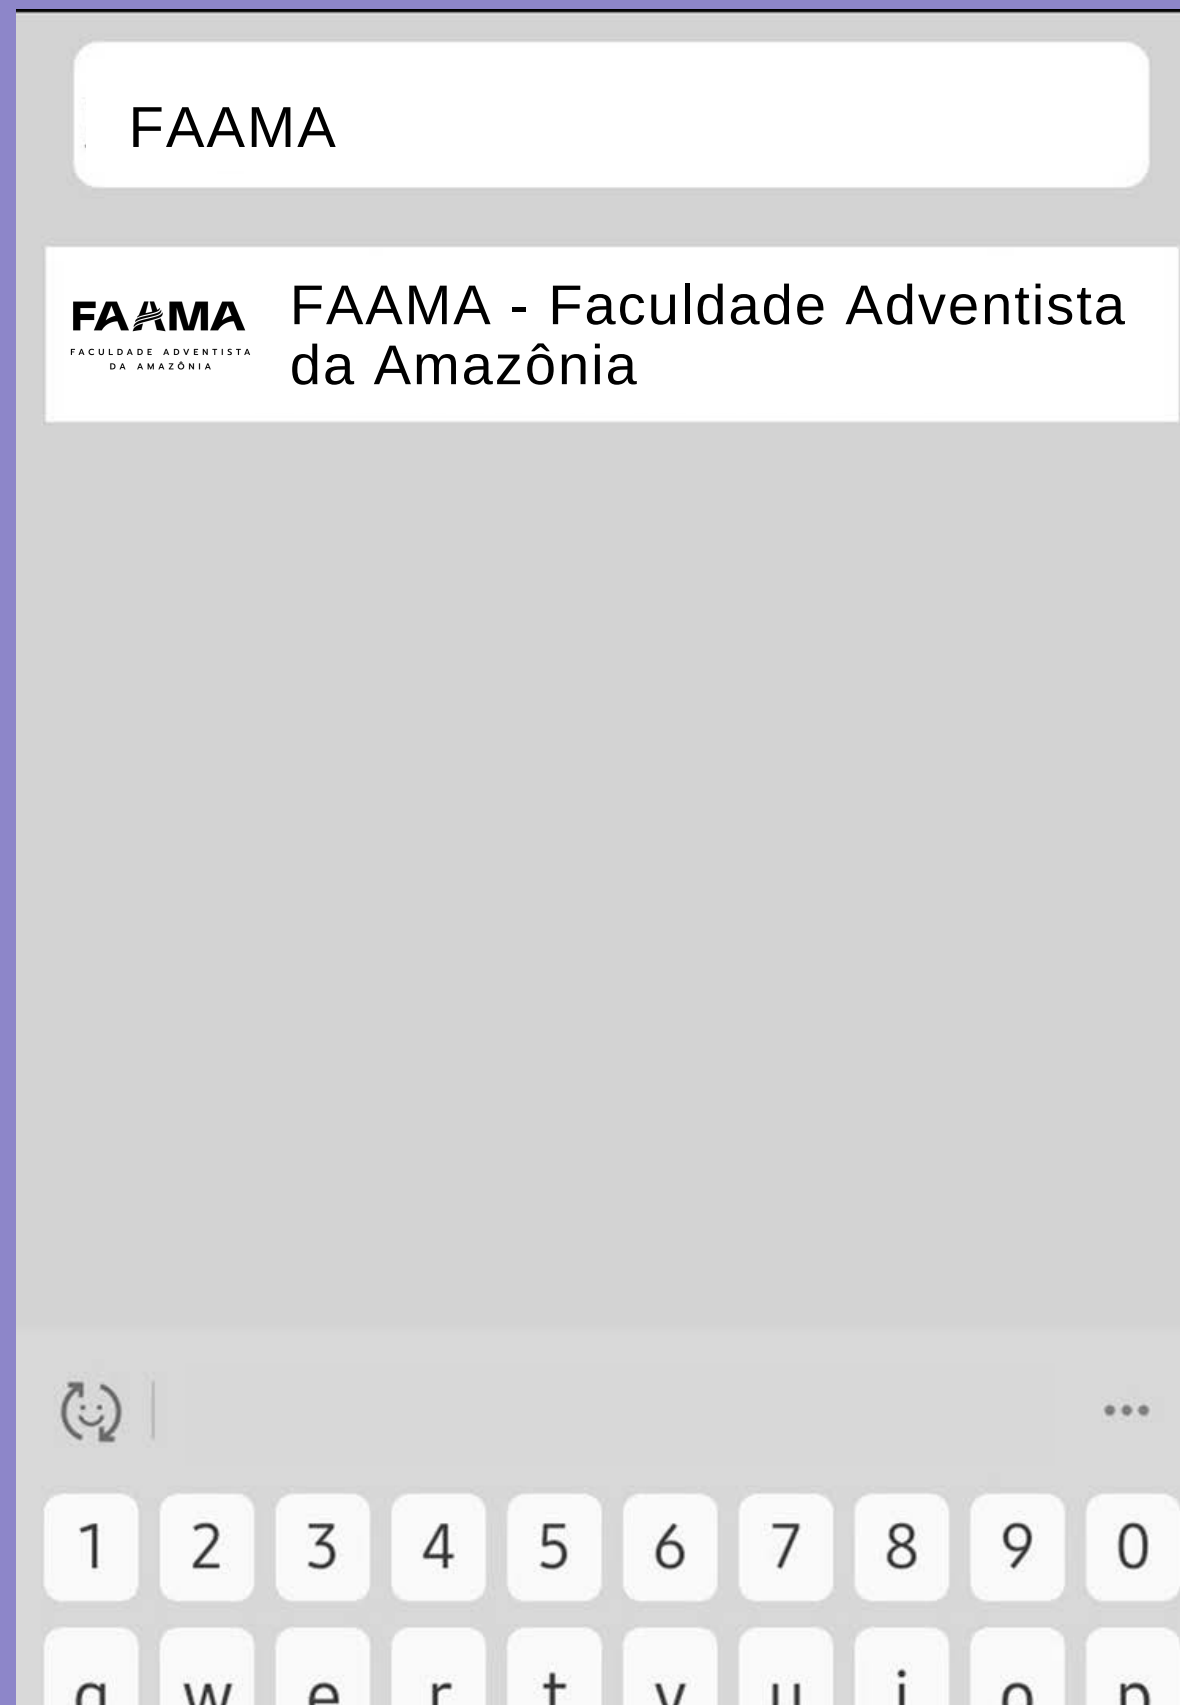 FAAMA
FAAMA
FACULDADE ADVENTISTA
DA AMAZÔNIA
FAAMA - Faculdade Adventista
da Amazônia
1 2 3 4 5 6 7 8 9 0
q w e r t y u i o p